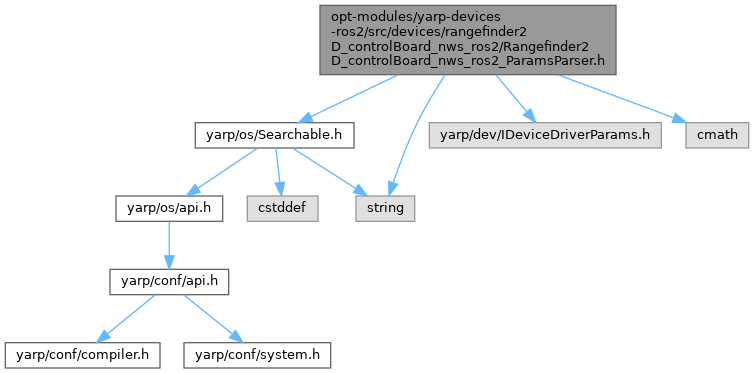 opt-modules/yarp-devices
-ros2/src/devices/rangefinder2
D_controlBoard_nws_ros2/Rangefinder2
D_controlBoard_nws_ros2_ParamsParser.h
yarp/os/Searchable.h
yarp/dev/IDeviceDriverParams.h
cmath
yarp/os/api.h
cstddef
string
yarp/conf/api.h
yarp/conf/compiler.h
yarp/conf/system.h